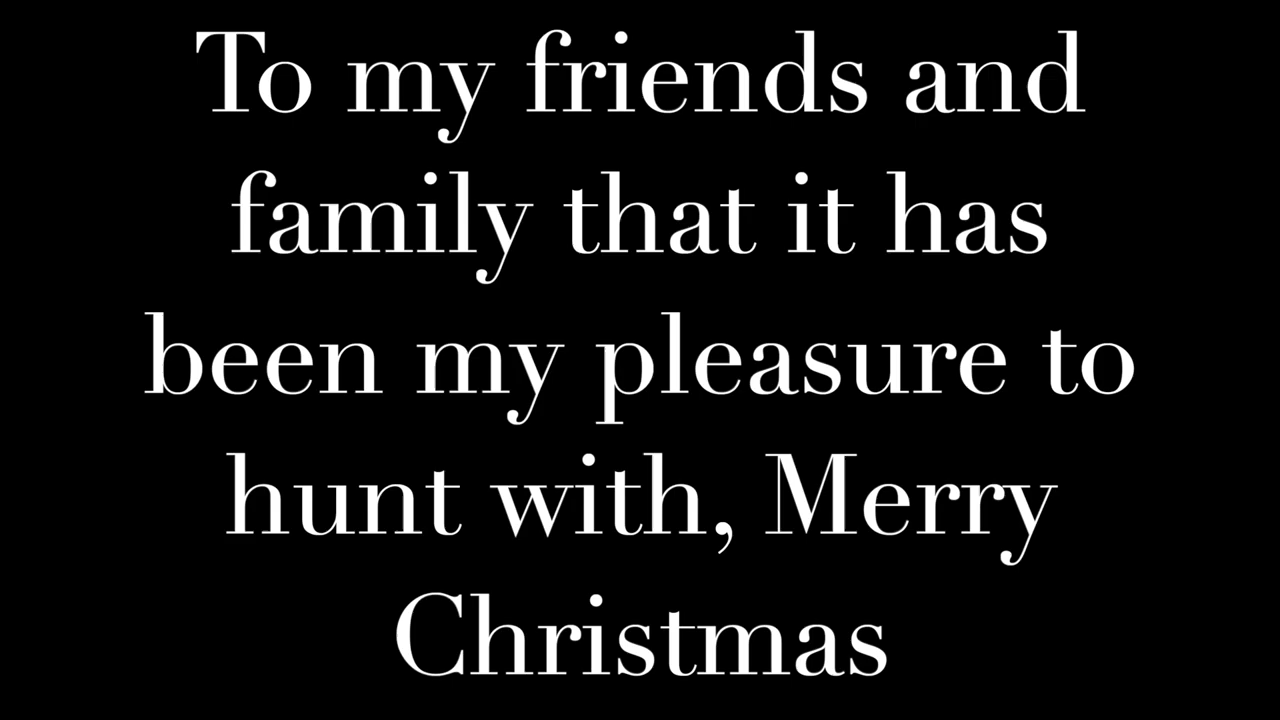 To my friends and
family that it has
been my pleasure to
hunt with, Merry
Christmas